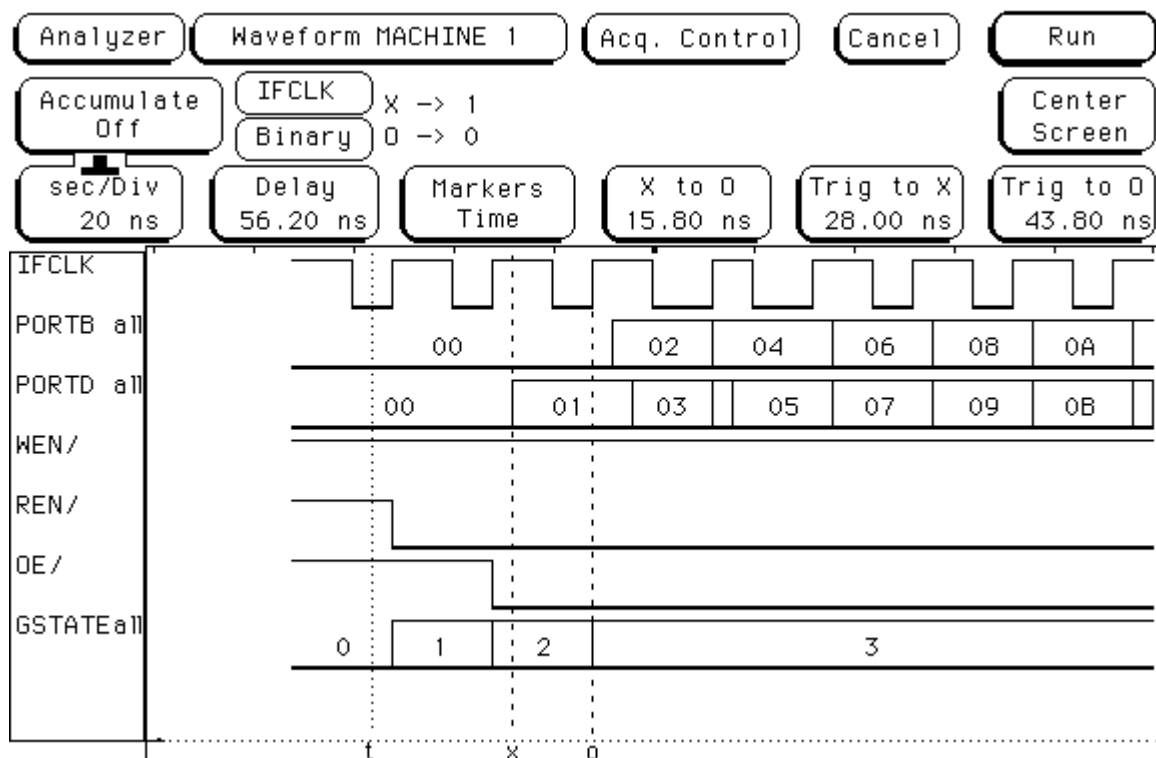 Analyzer Waveform MACHINE 1 Acq. Control Cancel Run
Accumulate Off IFCLK X -> 1 Center Screen
Binary O -> 0
sec/Div Delay Markers X to O Trig to X Trig to O
20 ns 56.20 ns Time 15.80 ns 28.00 ns 43.80 ns
IFCLK
PORTB all 00 02 04 06 08 0A
PORTD all 00 01 03 05 07 09 0B
WEN/
REN/
OE/
GSTATEall 0 1 2 3
t x o